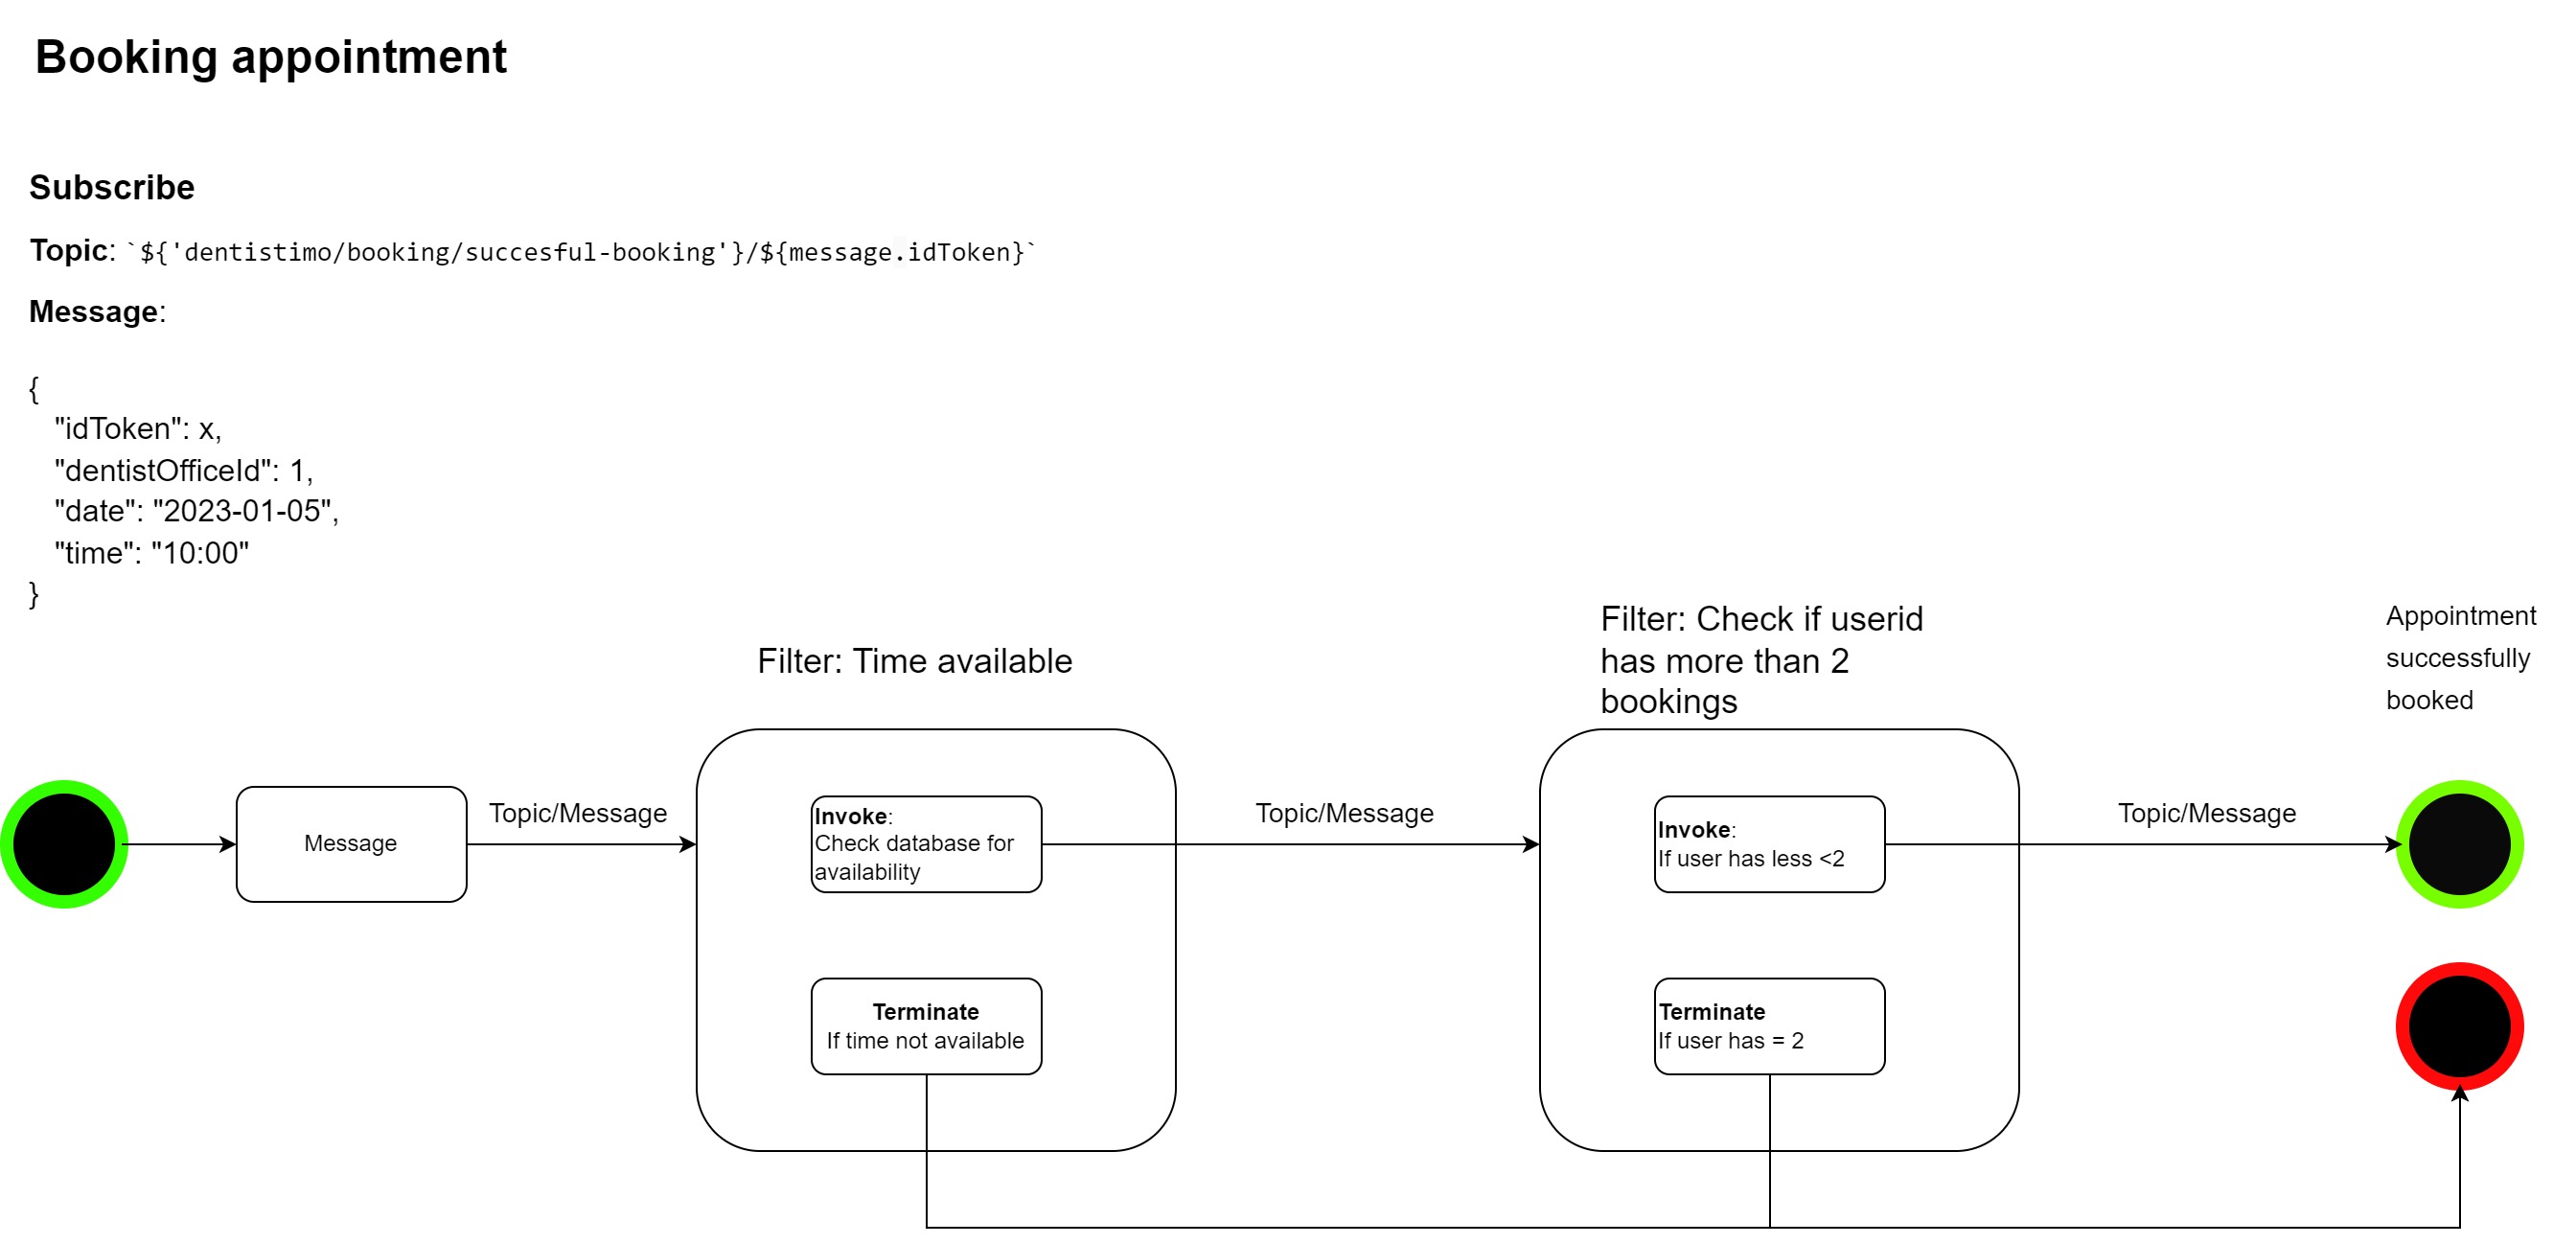 Booking appointment
Subscribe
Topic: `${'dentistimo/booking/succesful-booking'}/${message.idToken}`
Message:
{
"idToken": x,
"dentistOfficeId": 1,
"date": "2023-01-05",
"time": "10:00"
}
Filter: Time available
Filter: Check if userid
has more than 2
bookings
Appointment
successfully
booked
Message
Topic/Message
Invoke:
Check database for
availability
Topic/Message
Invoke:
If user has less <2
Topic/Message
Terminate
If time not available
Terminate
If user has = 2